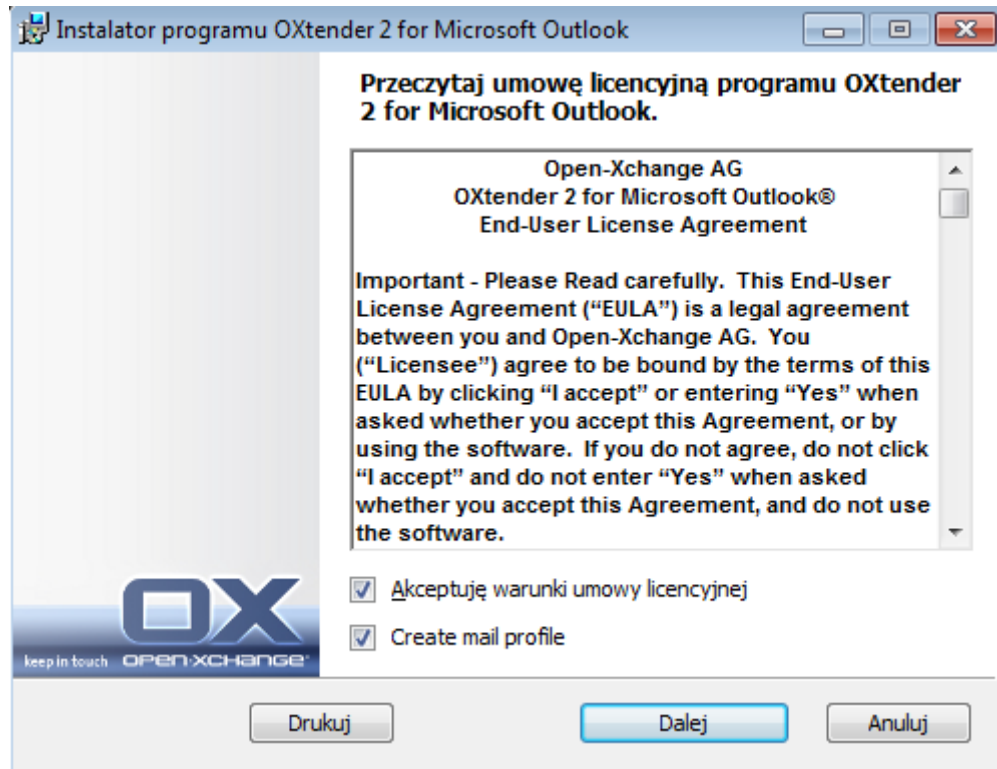 Instalator programu OXtender 2 for Microsoft Outlook
Przeczytaj umowę licencyjną programu OXtender
2 for Microsoft Outlook.
Open-Xchange AG
OXtender 2 for Microsoft Outlook®
End-User License Agreement
Important - Please Read carefully.  This End-User
License Agreement (“EULA”) is a legal agreement
between you and Open-Xchange AG.  You
(“Licensee”) agree to be bound by the terms of this
EULA by clicking “I accept” or entering “Yes” when
asked whether you accept this Agreement, or by
using the software.  If you do not agree, do not click
“I accept” and do not enter “Yes” when asked
whether you accept this Agreement, and do not use
the software.
Akceptuję warunki umowy licencyjnej
Create mail profile
OX
keep in touch OPEN-XCHANGE®
Drukuj Dalej Anuluj